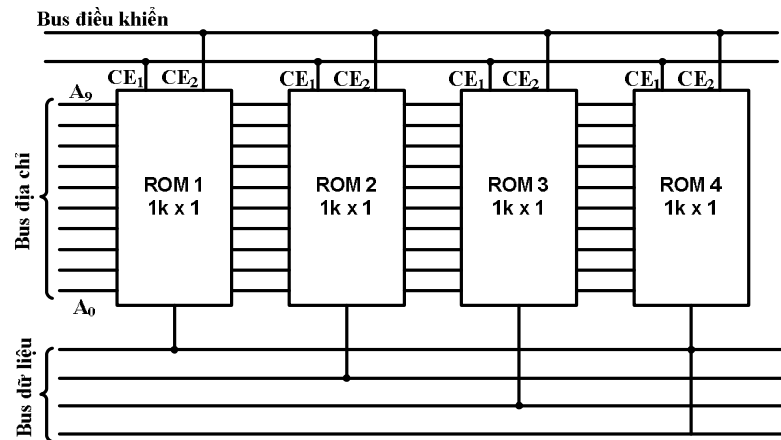 Bus điều khiển
CE₁ CE₂ CE₁ CE₂ CE₁ CE₂ CE₁ CE₂
A₉
ROM 1 ROM 2 ROM 3 ROM 4
1k x 1 1k x 1 1k x 1 1k x 1
Bus địa chỉ
A₀
Bus dữ liệu